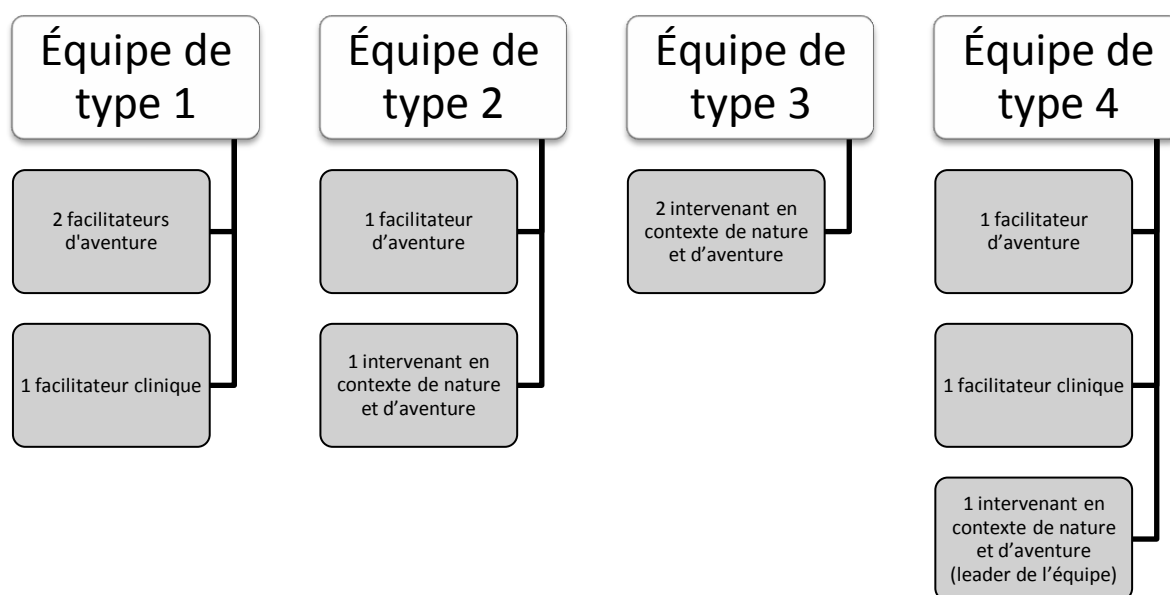 Équipe de
type 1
2 facilitateurs
d'aventure
1 facilitateur clinique
Équipe de
type 2
1 facilitateur
d’aventure
1 intervenant en
contexte de nature
et d’aventure
Équipe de
type 3
2 intervenant en
contexte de nature
et d’aventure
Équipe de
type 4
1 facilitateur
d’aventure
1 facilitateur clinique
1 intervenant en
contexte de nature
et d’aventure
(leader de l’équipe)